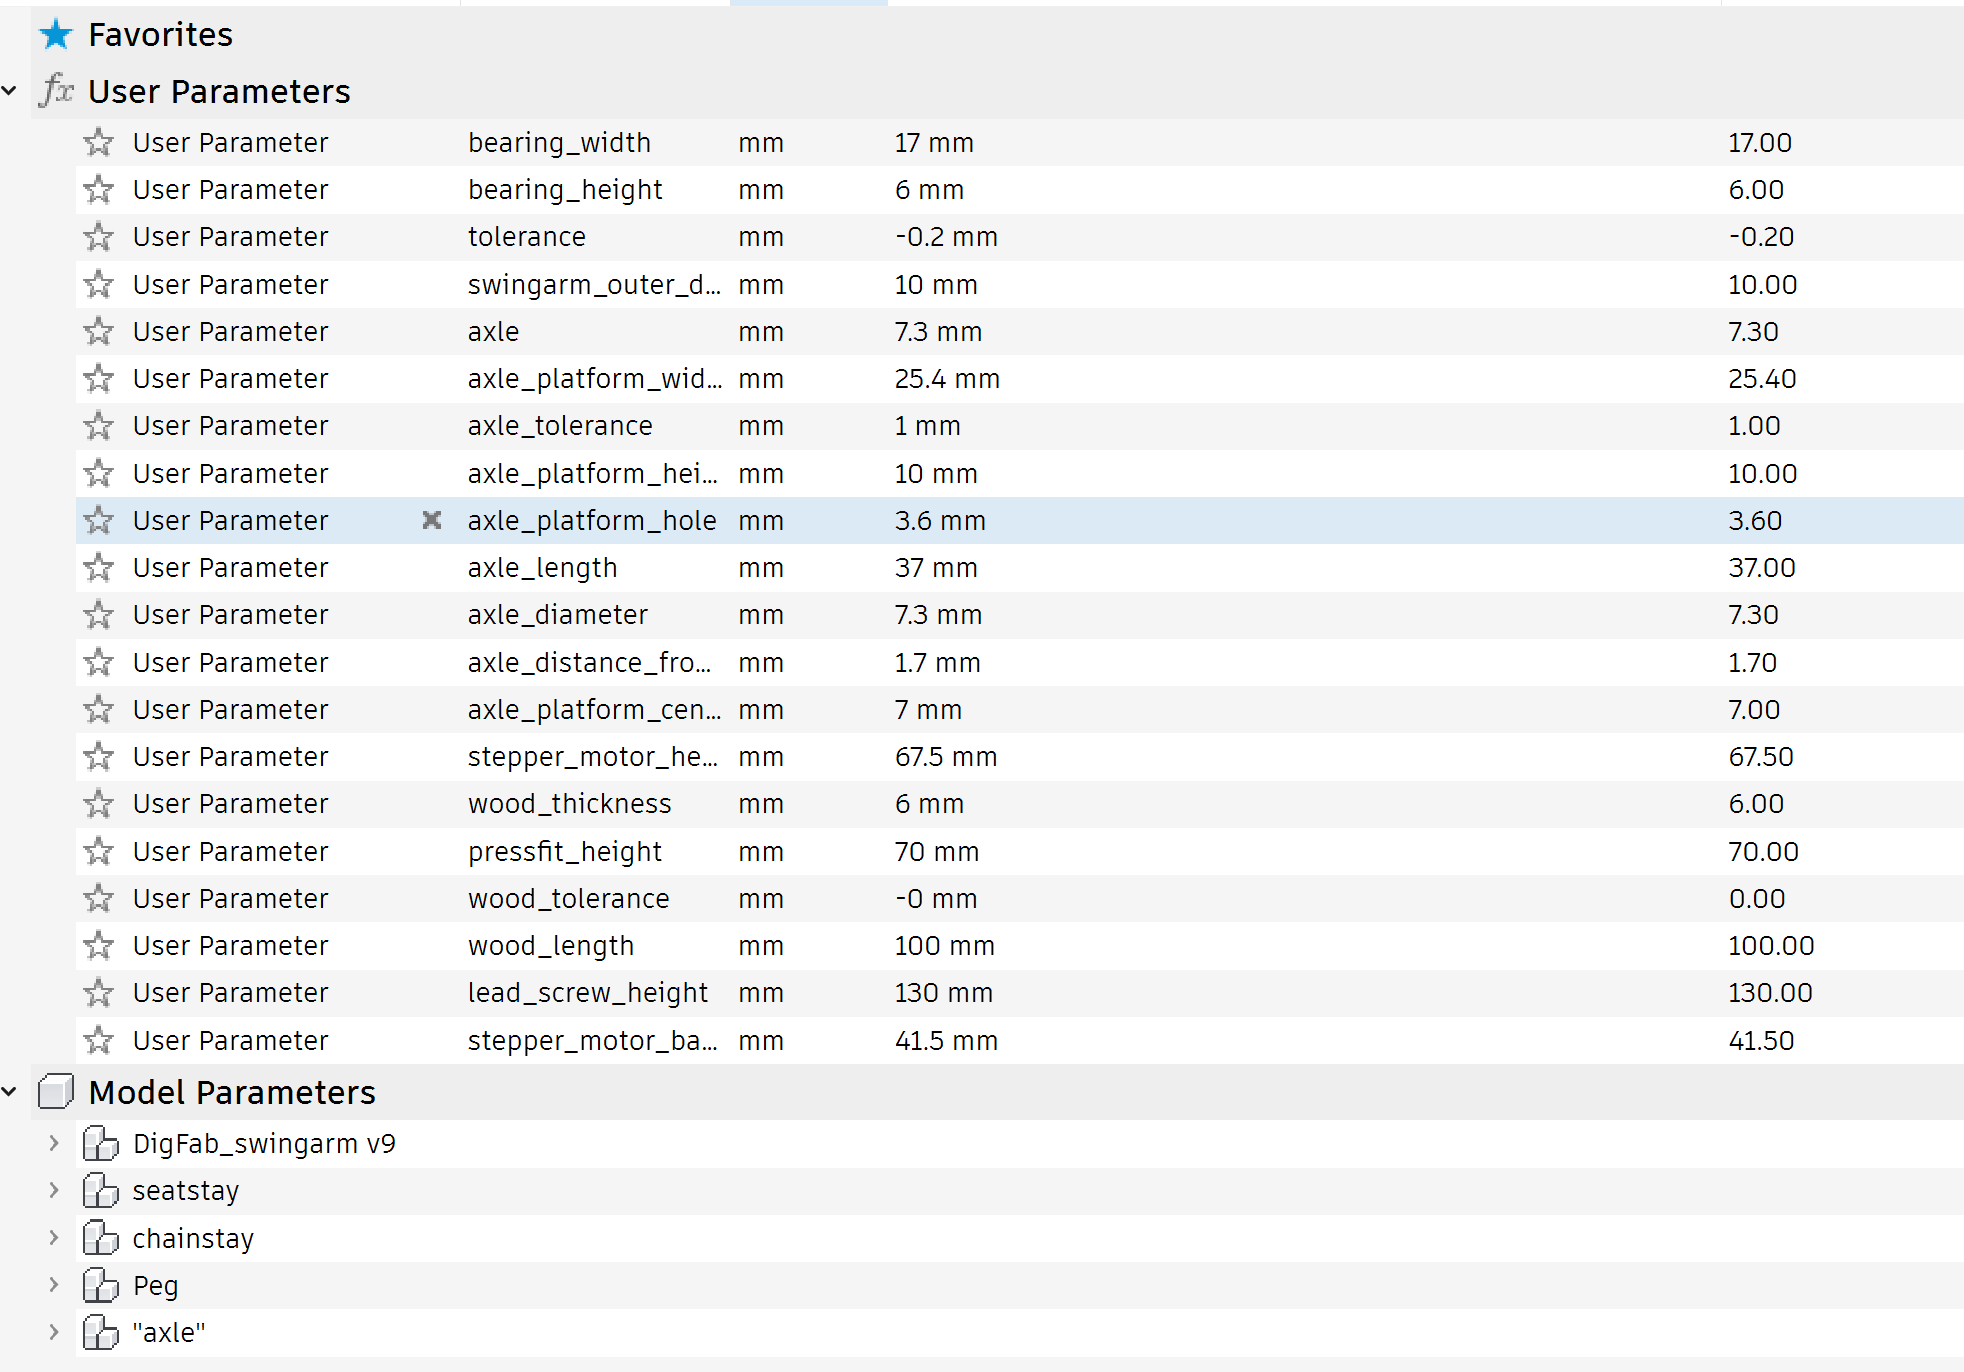 Favorites
fx User Parameters
User Parameter bearing_width mm 17 mm 17.00
User Parameter bearing_height mm 6 mm 6.00
User Parameter tolerance mm -0.2 mm -0.20
User Parameter swingarm_outer_d... mm 10 mm 10.00
User Parameter axle mm 7.3 mm 7.30
User Parameter axle_platform_wid... mm 25.4 mm 25.40
User Parameter axle_tolerance mm 1 mm 1.00
User Parameter axle_platform_hei... mm 10 mm 10.00
User Parameter axle_platform_hole mm 3.6 mm 3.60
User Parameter axle_length mm 37 mm 37.00
User Parameter axle_diameter mm 7.3 mm 7.30
User Parameter axle_distance_fro... mm 1.7 mm 1.70
User Parameter axle_platform_cen... mm 7 mm 7.00
User Parameter stepper_motor_he... mm 67.5 mm 67.50
User Parameter wood_thickness mm 6 mm 6.00
User Parameter pressfit_height mm 70 mm 70.00
User Parameter wood_tolerance mm -0 mm 0.00
User Parameter wood_length mm 100 mm 100.00
User Parameter lead_screw_height mm 130 mm 130.00
User Parameter stepper_motor_ba... mm 41.5 mm 41.50
Model Parameters
DigFab_swingarm v9
seatstay
chainstay
Peg
"axle"